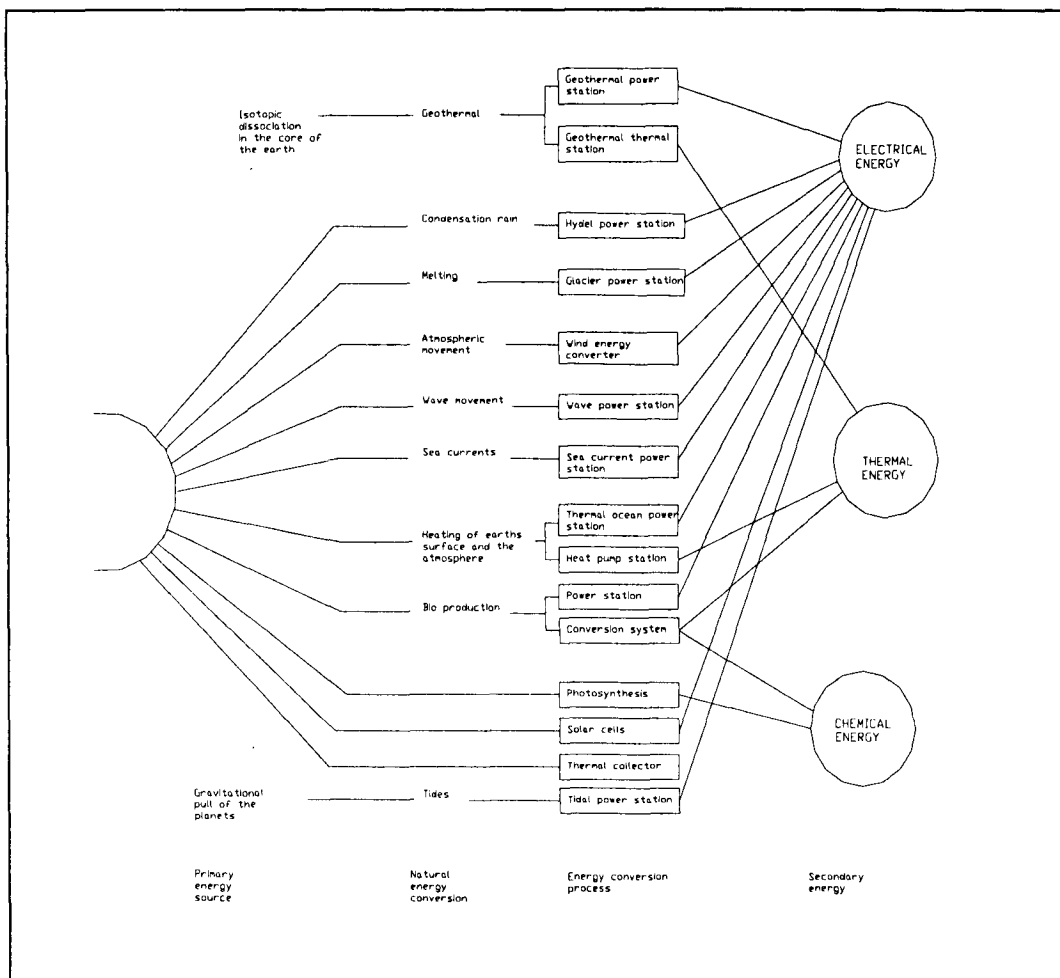 Isotopic
dissociation
in the core of
the earth
Geothermal
Geothermal power
station
Geothermal thermal
station
ELECTRICAL
ENERGY
Condensation rain
Hydel power station
Melting
Glacier power station
Atmospheric
movement
Wind energy
converter
Wave movement
Wave power station
Sea currents
Sea current power
station
THERMAL
ENERGY
Heating of earths
surface and the
atmosphere
Thermal ocean power
station
Heat pump station
Bio production
Power station
Conversion system
Photosynthesis
Solar cells
Thermal collector
CHEMICAL
ENERGY
Gravitational
pull of the
planets
Tides
Tidal power station
Primary
energy
source
Natural
energy
conversion
Energy conversion
process
Secondary
energy